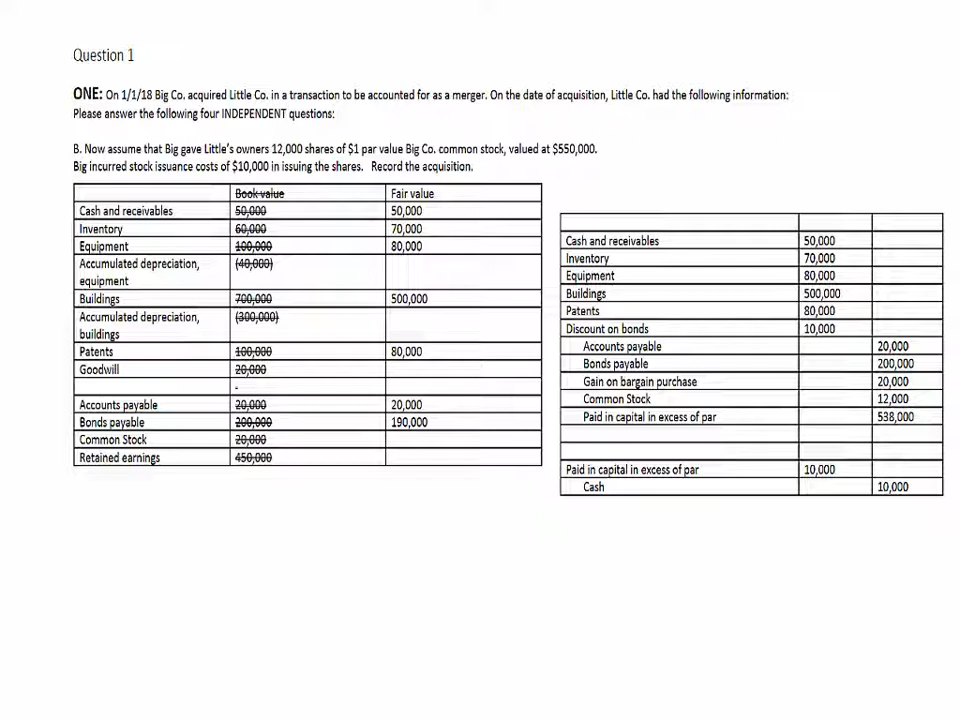 Question 1
ONE: On 1/1/18 Big Co. acquired Little Co. in a transaction to be accounted for as a merger. On the date of acquisition, Little Co. had the following information:
Please answer the following four INDEPENDENT questions:
B. Now assume that Big gave Little's owners 12,000 shares of $1 par value Big Co. common stock, valued at $550,000.
Big incurred stock issuance costs of $10,000 in issuing the shares. Record the acquisition.
Book value Fair value
Cash and receivables 50,000 50,000
Inventory 60,000 70,000
Equipment 100,000 80,000
Accumulated depreciation, (40,000)
equipment
Buildings 700,000 500,000
Accumulated depreciation, (300,000)
buildings
Patents 100,000 80,000
Goodwill 20,000
-
Accounts payable 20,000 20,000
Bonds payable 200,000 190,000
Common Stock 20,000
Retained earnings 450,000
Cash and receivables 50,000
Inventory 70,000
Equipment 80,000
Buildings 500,000
Patents 80,000
Discount on bonds 10,000
Accounts payable 20,000
Bonds payable 200,000
Gain on bargain purchase 20,000
Common Stock 12,000
Paid in capital in excess of par 538,000
Paid in capital in excess of par 10,000
Cash 10,000